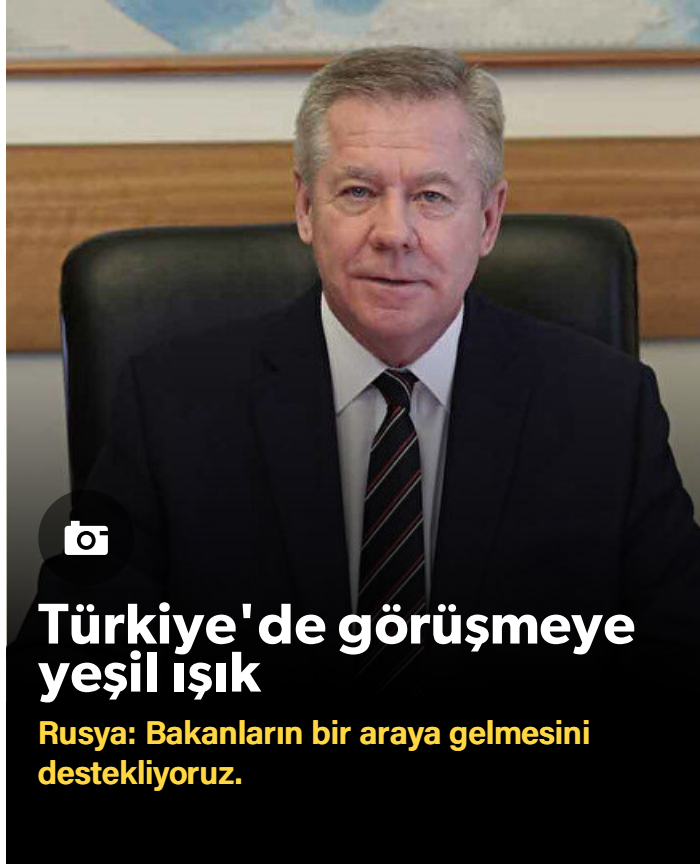 Türkiye'de görüşmeye
yeşil ışık
Rusya: Bakanların bir araya gelmesini
destekliyoruz.